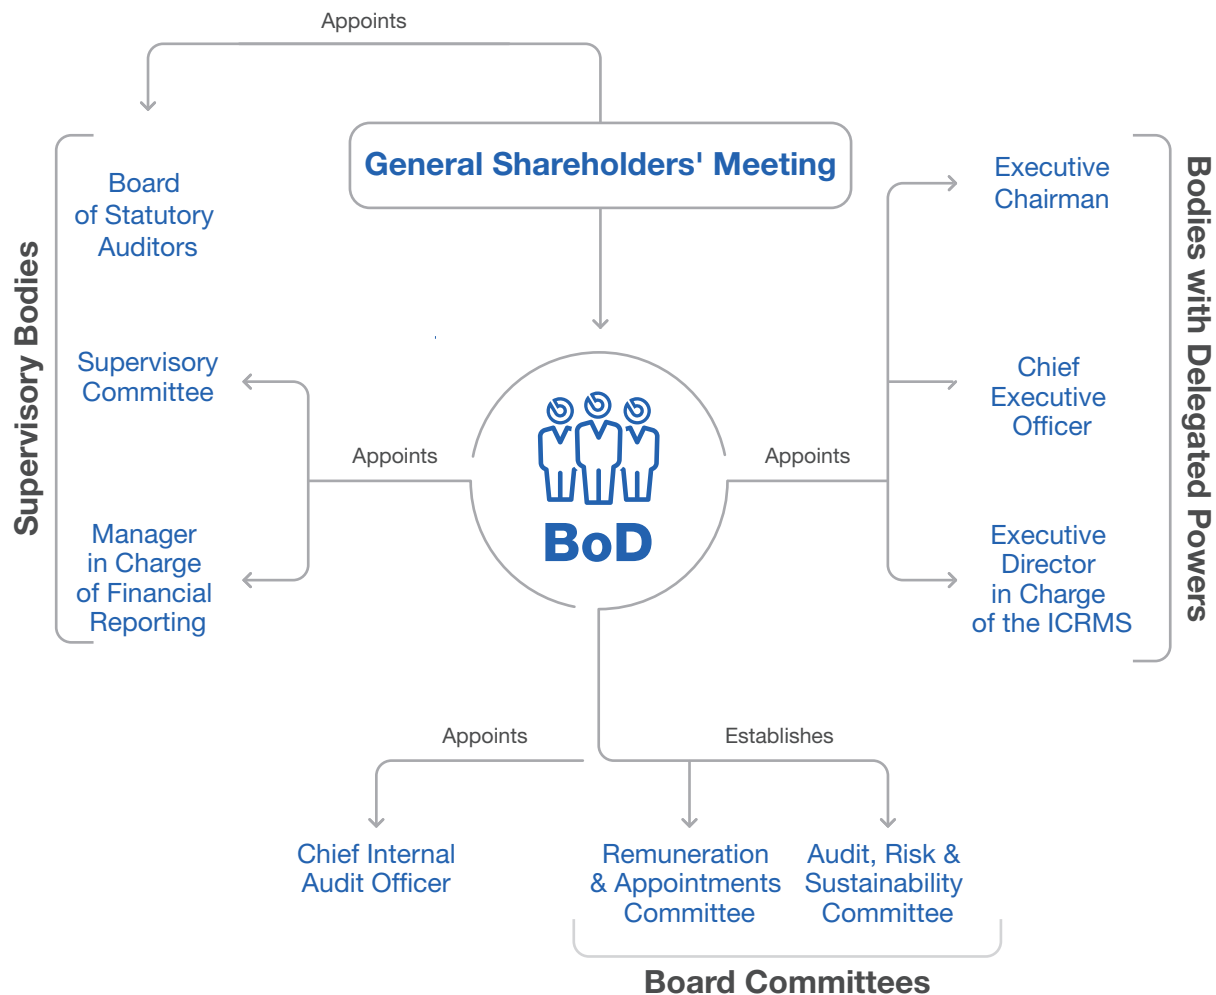 Appoints
General Shareholders' Meeting
Supervisory Bodies
Board
of Statutory
Auditors
Supervisory
Committee
Manager
in Charge
of Financial
Reporting
Appoints
BoD
Appoints
Executive
Chairman
Chief
Executive
Officer
Executive
Director
in Charge
of the ICRMS
Bodies with Delegated Powers
Appoints
Establishes
Chief Internal
Audit Officer
Remuneration
& Appointments
Committee
Audit, Risk &
Sustainability
Committee
Board Committees